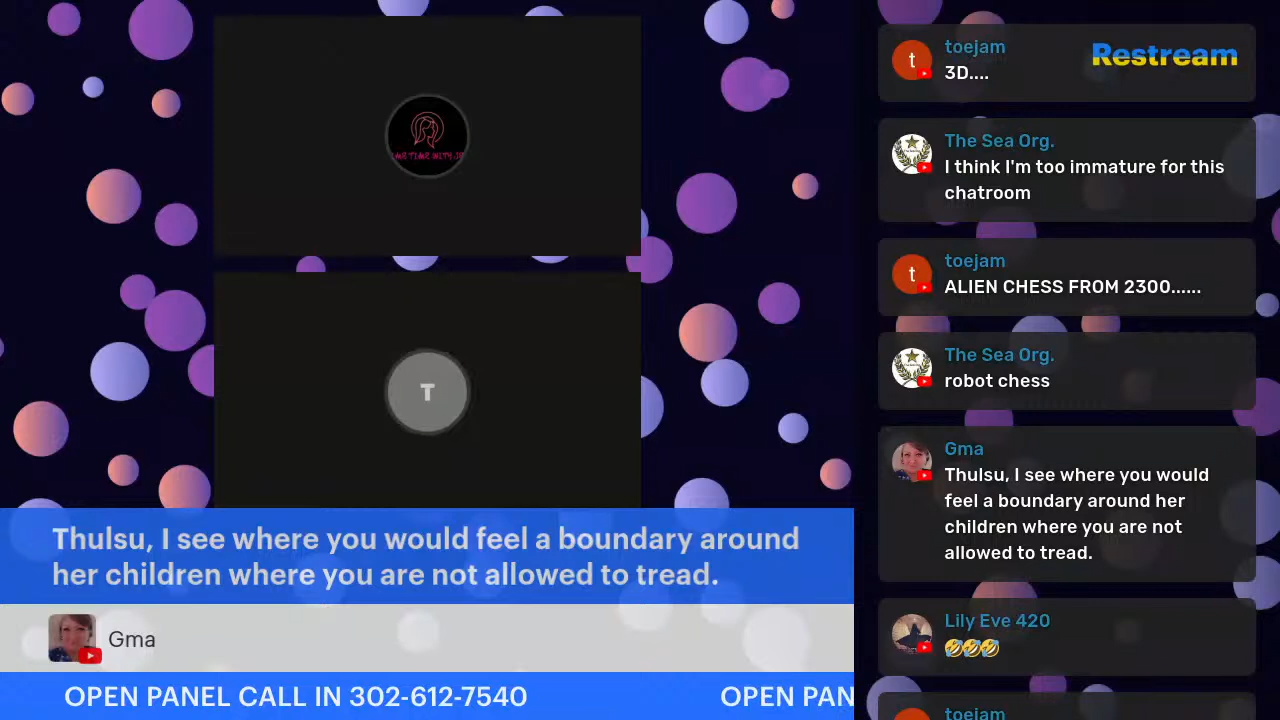 T
Thulsu, I see where you would feel a boundary around
her children where you are not allowed to tread.
Gma
OPEN PANEL CALL IN 302-612-7540
OPEN PAN
t
toejam
3D....
Restream
The Sea Org.
I think I'm too immature for this
chatroom
t
toejam
ALIEN CHESS FROM 2300......
The Sea Org.
robot chess
Gma
Thulsu, I see where you would
feel a boundary around her
children where you are not
allowed to tread.
Lily Eve 420
toejam